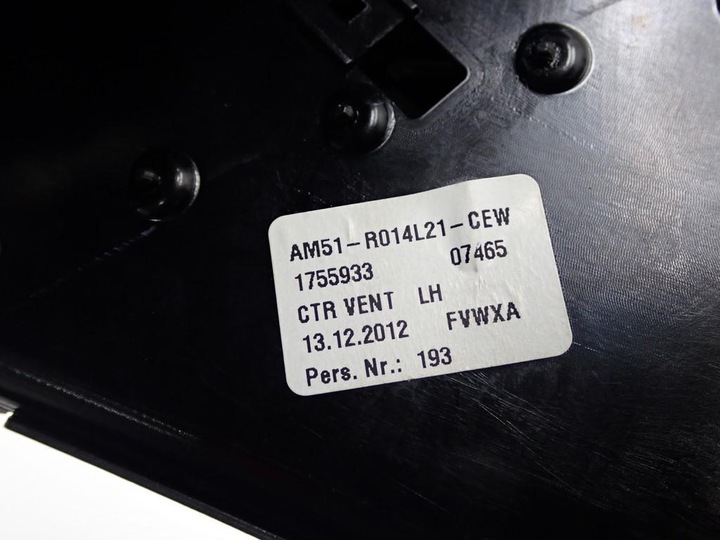 AM51-R014L21-CEW
1755933 07465
CTR VENT LH
13.12.2012 FVWXA
Pers. Nr.: 193